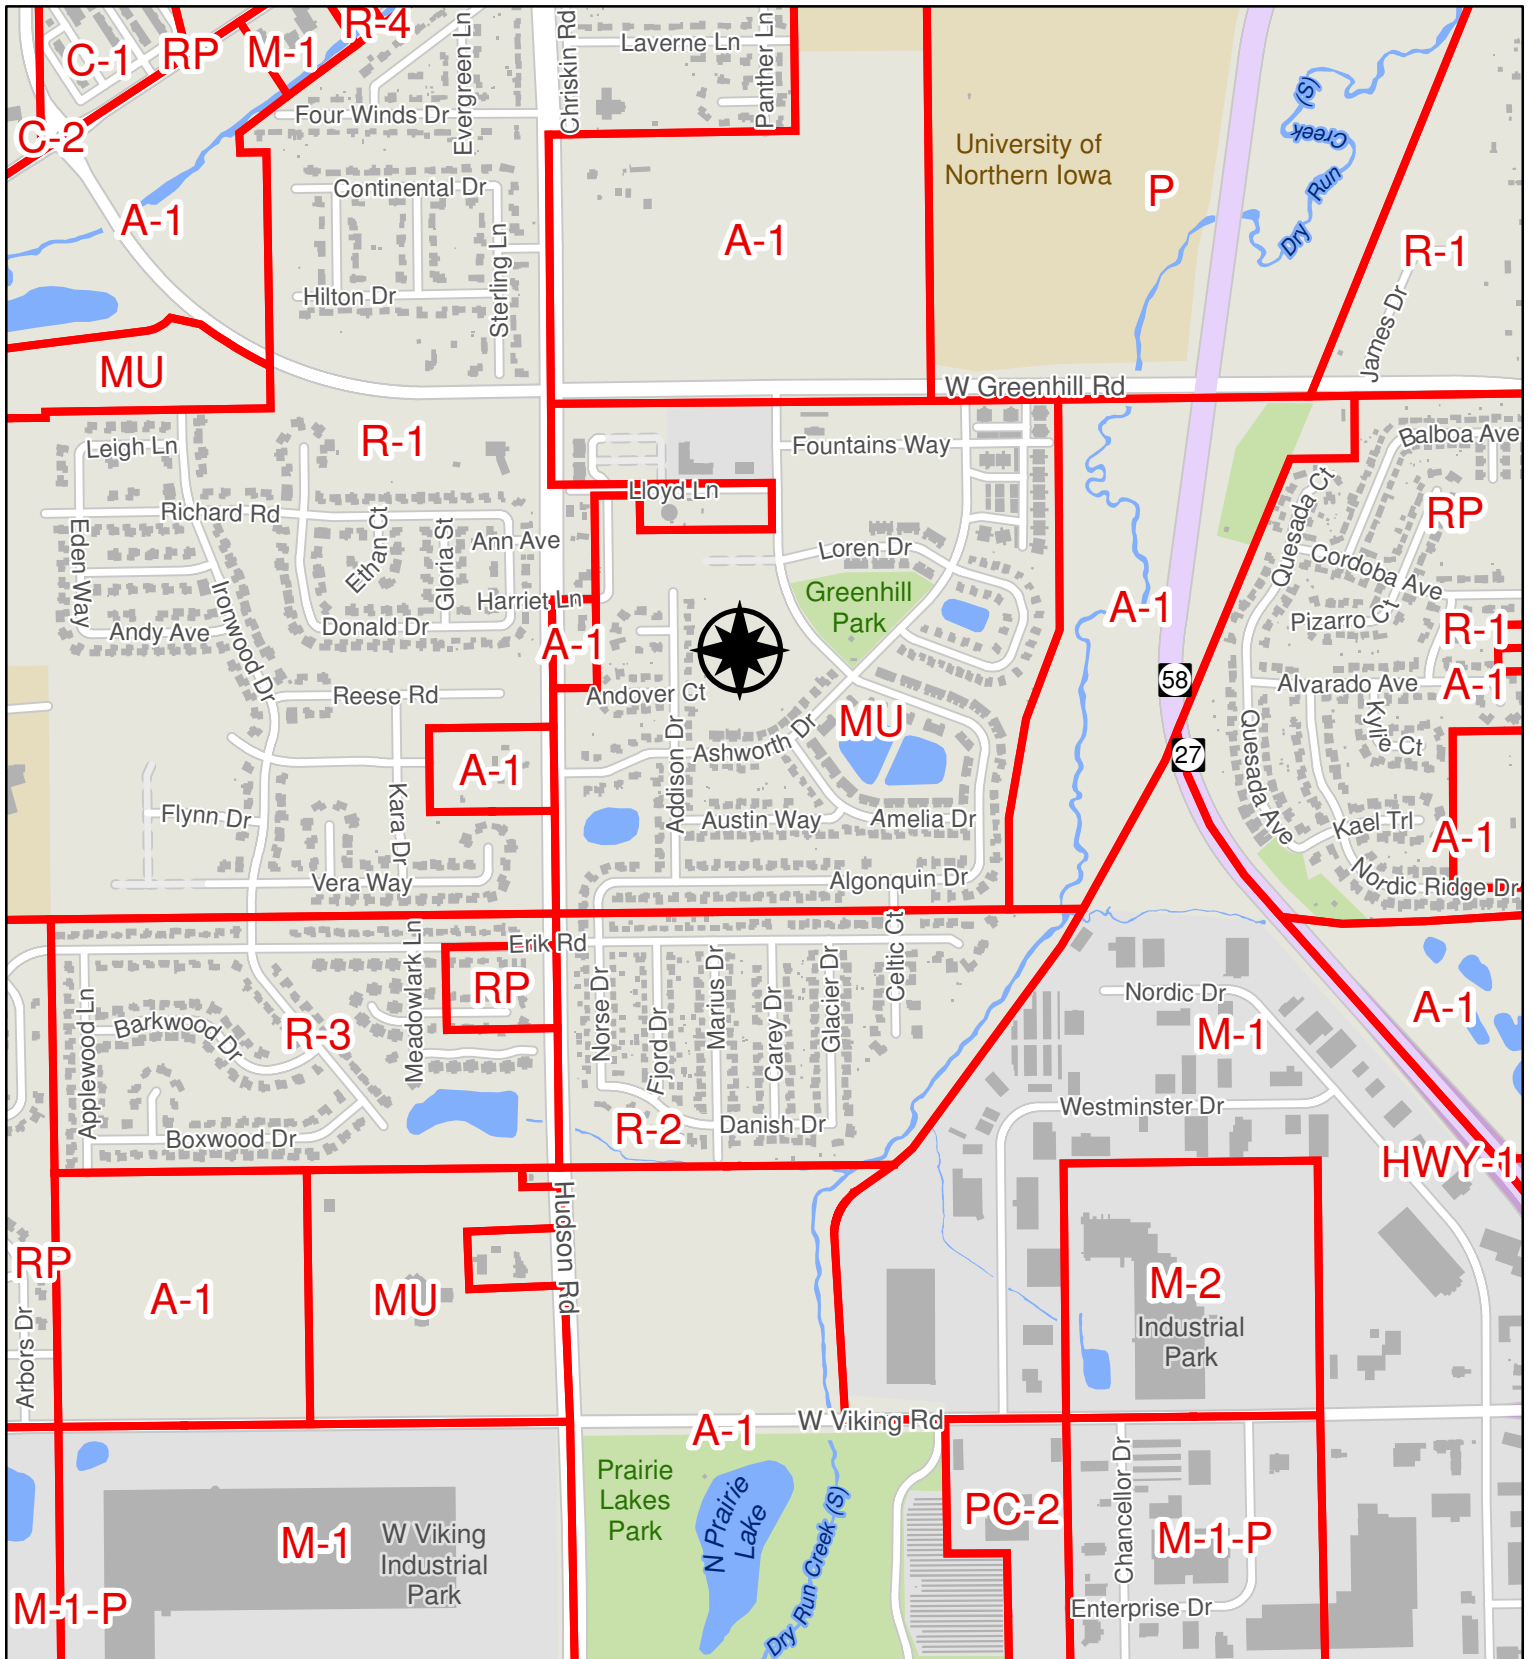 C-1
RP
M-1
R-4
Evergreen Ln
Chriskin Rd
Laverne Ln
Panther Ln
Four Winds Dr
C-2
University of
Northern Iowa
P
Dry
Run
Creek
(S)
Continental Dr
A-1
A-1
Sterling Ln
R-1
Hilton Dr
James Dr
MU
W Greenhill Rd
Leigh Ln
R-1
Fountains Way
Balboa Ave
Richard Rd
Lloyd Ln
RP
Quesada Ct
Eden Way
Ethan Ct
Gloria St
Ann Ave
Loren Dr
Cordoba Ave
Ironwood Dr
Harriet Ln
Greenhill
Park
A-1
Pizarro Ct
R-1
Andy Ave
Donald Dr
A-1
58
Alvarado Ave
A-1
Reese Rd
Andover Ct
MU
Kylie Ct
Ashworth Dr
Addison Dr
27
Quesada Ave
A-1
Flynn Dr
Kara Dr
Austin Way
Amelia Dr
Kael Trl
A-1
Vera Way
Algonquin Dr
Nordic Ridge Dr
Meadowlark Ln
Erik Rd
Celtic Ct
RP
Applewood Ln
Barkwood Dr
R-3
Norse Dr
Fjord Dr
Marius Dr
Carey Dr
Glacier Dr
Nordic Dr
A-1
M-1
Westminster Dr
Boxwood Dr
R-2
Danish Dr
HWY-1
Hudson Rd
RP
A-1
MU
M-2
Industrial
Park
Arbors Dr
A-1
W Viking Rd
Prairie
Lakes
Park
N Prairie
Lake
Dry Run Creek (S)
PC-2
Chancellor Dr
M-1
W Viking
Industrial
Park
M-1-P
M-1-P
Enterprise Dr